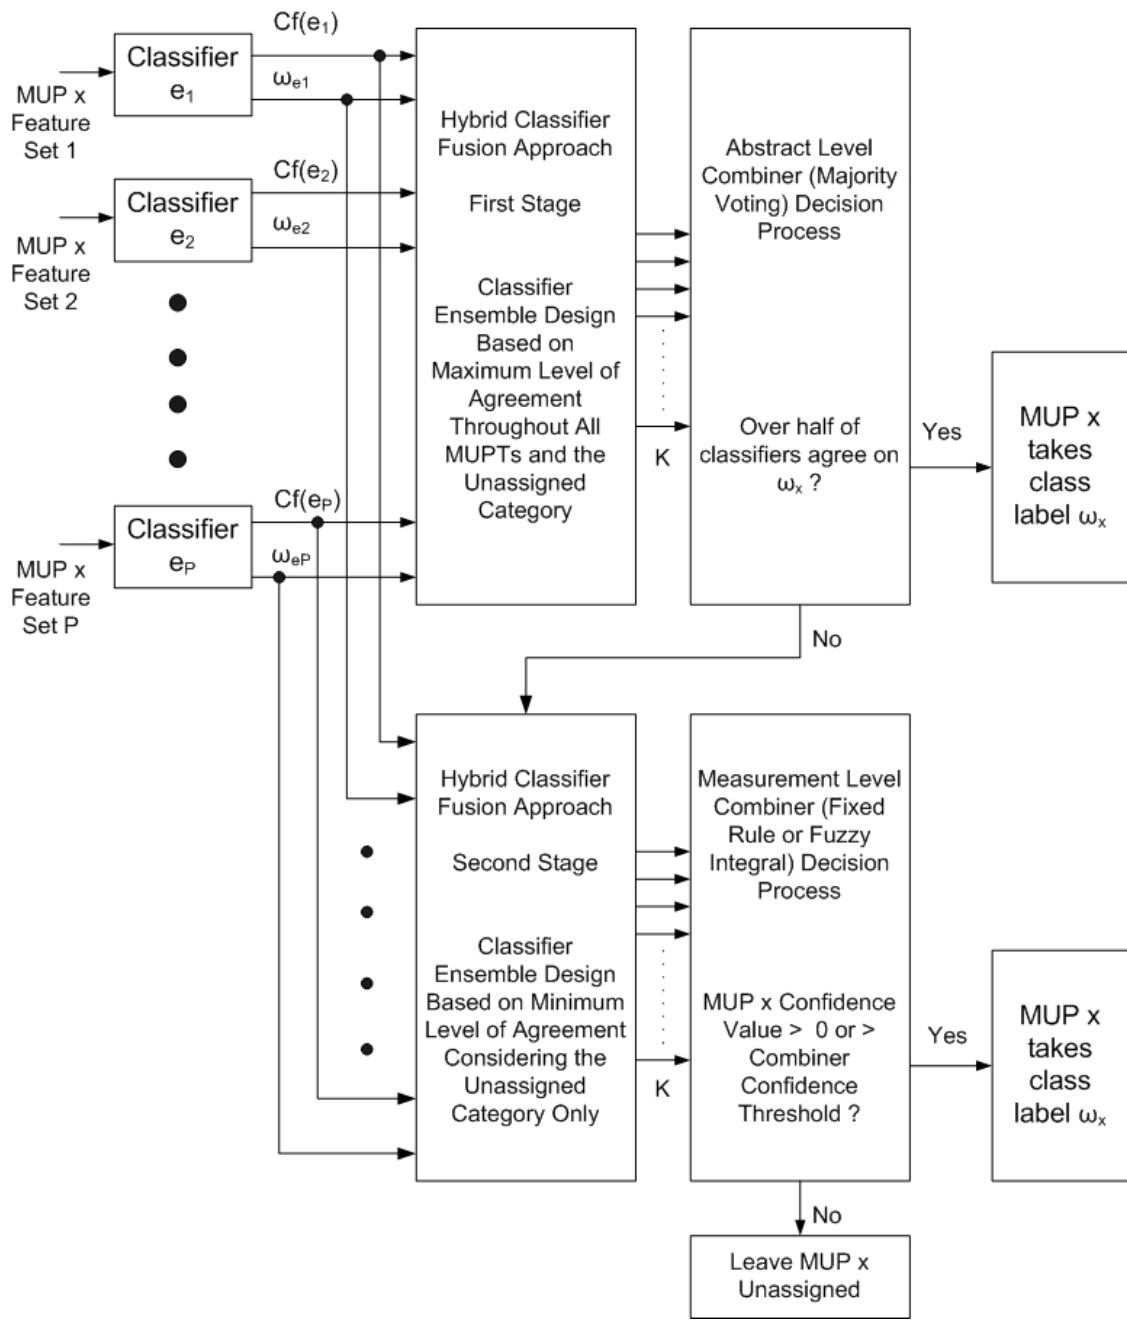 Cf(e1)
Classifier
e1
ωe1
MUP x
Feature
Set 1
Cf(e2)
Classifier
e2
ωe2
MUP x
Feature
Set 2
Cf(eP)
Classifier
eP
ωeP
MUP x
Feature
Set P
Hybrid Classifier
Fusion Approach
First Stage
Classifier
Ensemble Design
Based on
Maximum Level of
Agreement
Throughout All
MUPTs and the
Unassigned
Category
K
Abstract Level
Combiner (Majority
Voting) Decision
Process
Over half of
classifiers agree on
ωx ?
Yes
MUP x
takes
class
label ωx
No
Hybrid Classifier
Fusion Approach
Second Stage
Classifier
Ensemble Design
Based on Minimum
Level of Agreement
Considering the
Unassigned
Category Only
K
Measurement Level
Combiner (Fixed
Rule or Fuzzy
Integral) Decision
Process
MUP x Confidence
Value > 0 or >
Combiner
Confidence
Threshold ?
Yes
MUP x
takes
class
label ωx
No
Leave MUP x
Unassigned